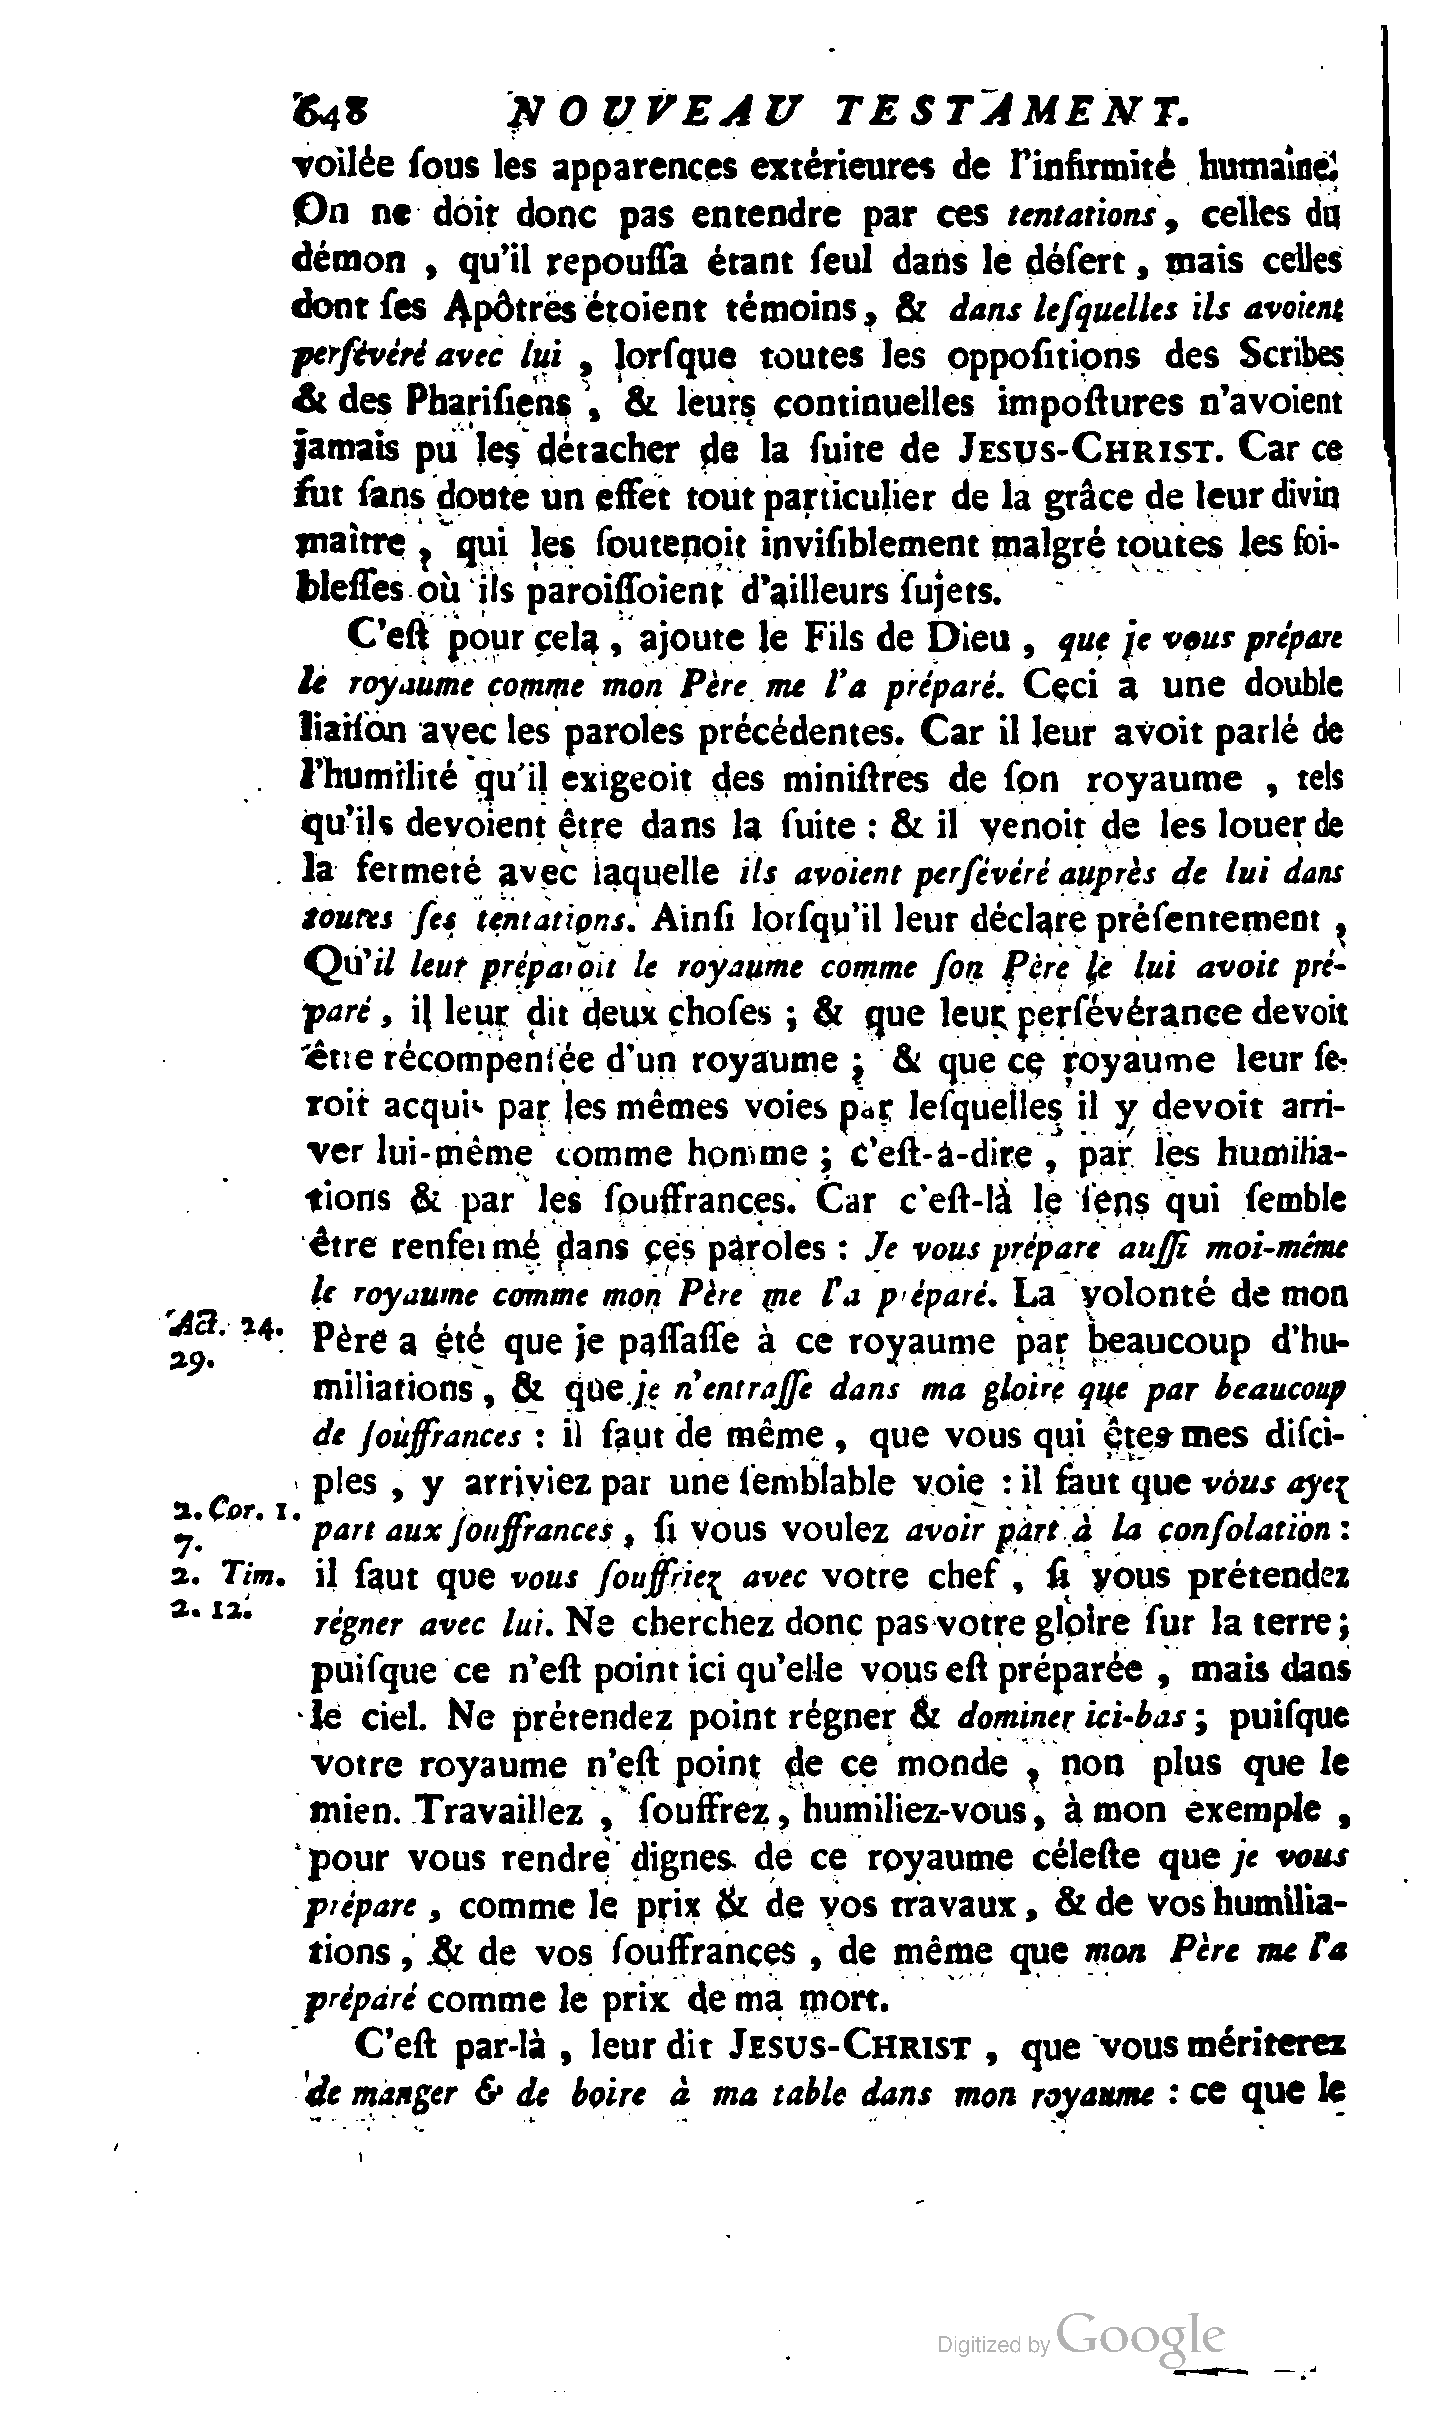 648 NOUVEAU TESTAMENT.
voilée ſous les apparences extérieures de l'infirmité humaine.
On ne doit donc pas entendre par ces tentations, celles du
démon, qu'il repouſſa étant ſeul dans le déſert, mais celles
dont ſes Apôtres étoient témoins, & dans leſquelles ils avoient
perſévéré avec lui, lorſque toutes les oppoſitions des Scribes
& des Phariſiens, & leurs continuelles impoſtures n'avoient
jamais pu les détacher de la ſuite de JESUS-CHRIST. Car ce
fut ſans doute un effet tout particulier de la grâce de leur divin
maître, qui les ſoutenoit inviſiblement malgré toutes les foi-
bleſſes où ils paroiſſoient d'ailleurs ſujets.
C'eſt pour cela, ajoute le Fils de Dieu, que je vous prépare
le royaume comme mon Père me l'a préparé. Ceci a une double
liaiſon avec les paroles précédentes. Car il leur avoit parlé de
l'humilité qu'il exigeoit des miniſtres de ſon royaume, tels
qu'ils devoient être dans la ſuite : & il venoit de les louer de
la fermeté avec laquelle ils avoient perſévéré auprès de lui dans
toutes ſes tentations. Ainſi lorſqu'il leur déclare préſentement,
Qu'il leur préparoit le royaume comme ſon Père le lui avoit pré-
paré, il leur dit deux choſes ; & que leur perſévérance devoit
être récompenſée d'un royaume ; & que ce royaume leur ſe-
roit acquis par les mêmes voies par leſquelles il y devoit arri-
ver lui-même comme homme ; c'eſt-à-dire, par les humilia-
tions & par les ſouffrances. Car c'eſt-là le ſens qui ſemble
être renfermé dans ces paroles : Je vous prépare auſſi moi-même
le royaume comme mon Père me l'a préparé. La volonté de mon
Act. 24.
29.
Père a été que je paſſaſſe à ce royaume par beaucoup d'hu-
miliations, & que je n'entraſſe dans ma gloire que par beaucoup
de ſouffrances : il faut de même, que vous qui êtes mes diſci-
ples, y arriviez par une ſemblable voie : il faut que vous ayez
2. Cor. 1.
7.
part aux ſouffrances, ſi vous voulez avoir part à la conſolation :
2. Tim.
2. 12.
il faut que vous ſouffriez avec votre chef, ſi vous prétendez
régner avec lui. Ne cherchez donc pas votre gloire ſur la terre ;
puiſque ce n'eſt point ici qu'elle vous eſt préparée, mais dans
le ciel. Ne prétendez point régner & dominer ici-bas ; puiſque
votre royaume n'eſt point de ce monde, non plus que le
mien. Travaillez, ſouffrez, humiliez-vous, à mon exemple,
pour vous rendre dignes de ce royaume céleſte que je vous
prépare, comme le prix & de vos travaux, & de vos humilia-
tions, & de vos ſouffrances, de même que mon Père me l'a
préparé comme le prix de ma mort.
C'eſt par-là, leur dit JESUS-CHRIST, que vous mériterez
de manger & de boire à ma table dans mon royaume : ce que le
Digitized by Google